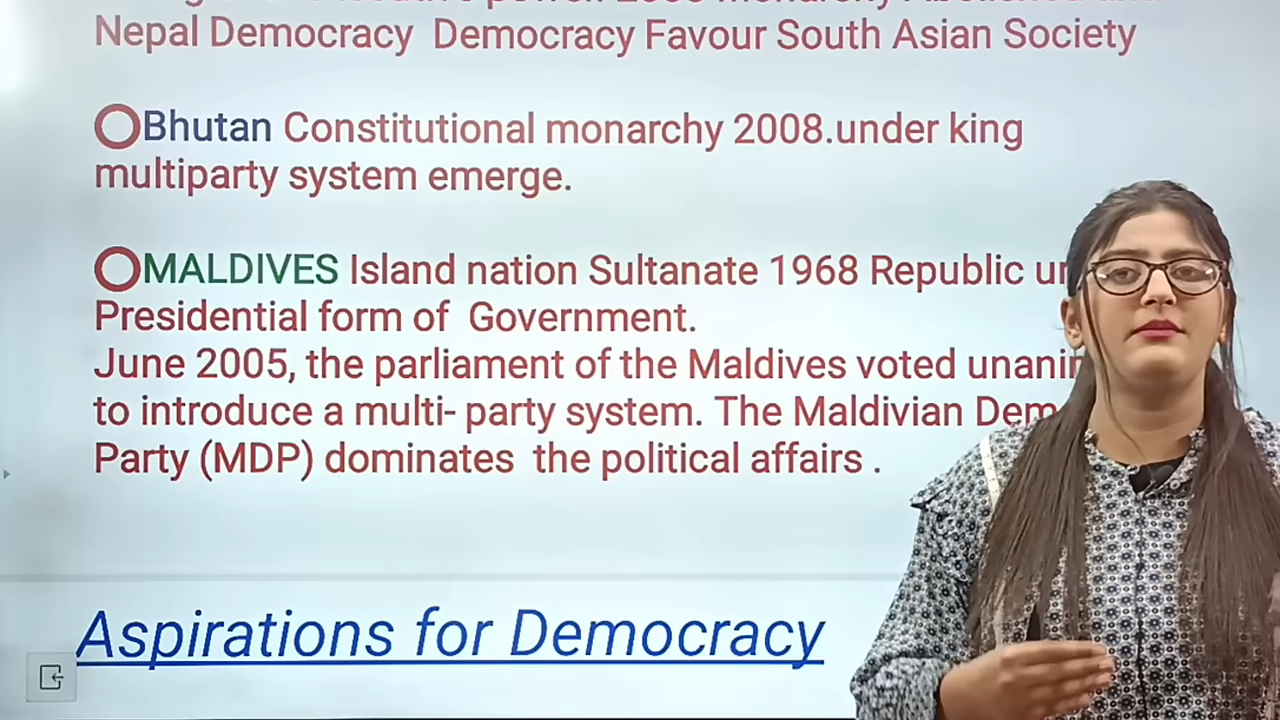 Nepal Democracy Democracy Favour South Asian Society
Bhutan Constitutional monarchy 2008.under king
multiparty system emerge.
MALDIVES Island nation Sultanate 1968 Republic
Presidential form of Government.
June 2005, the parliament of the Maldives voted
to introduce a multi- party system. The Maldivian
Party (MDP) dominates the political affairs .
Aspirations for Democracy